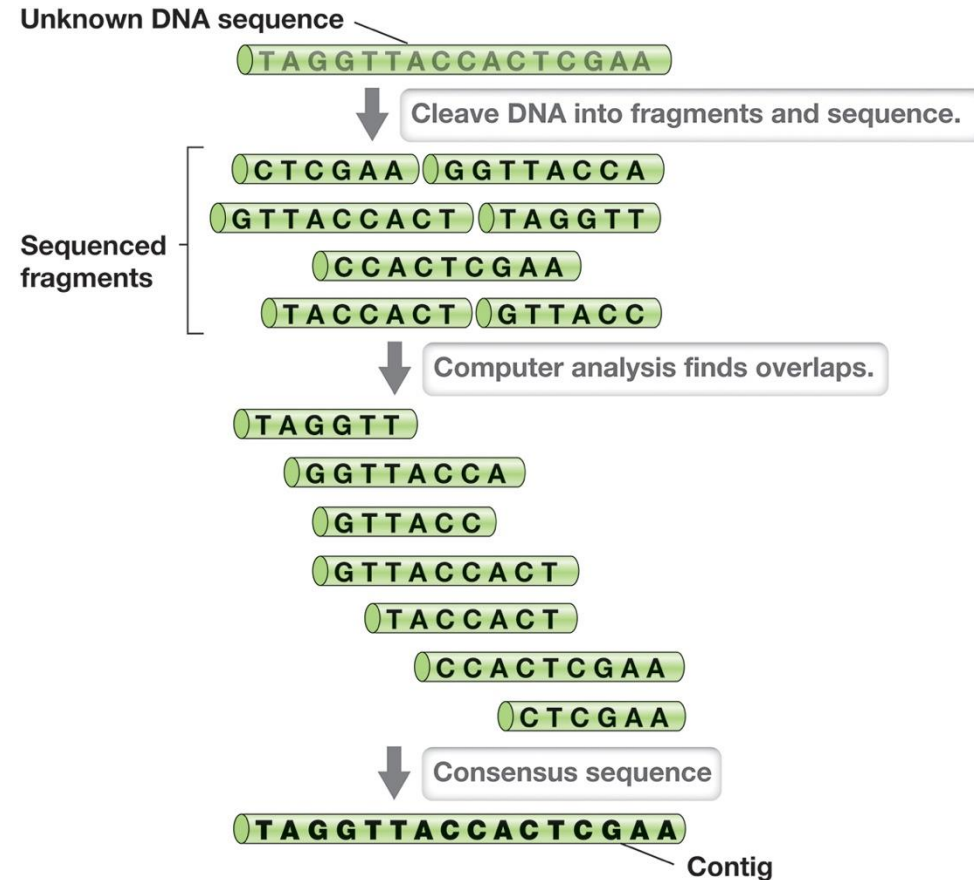 Unknown DNA sequence
TAGGTTACCACTCGAA
Cleave DNA into fragments and sequence.
CTCGAA GGTTACCA
GTTACCACT TAGGTT
Sequenced
fragments
CCACTCGAA
TACCACT GTTACC
Computer analysis finds overlaps.
TAGGTT
GGTTACCA
GTTACC
GTTACCACT
TACCACT
CCACTCGAA
CTCGAA
Consensus sequence
TAGGTTACCACTCGAA
Contig